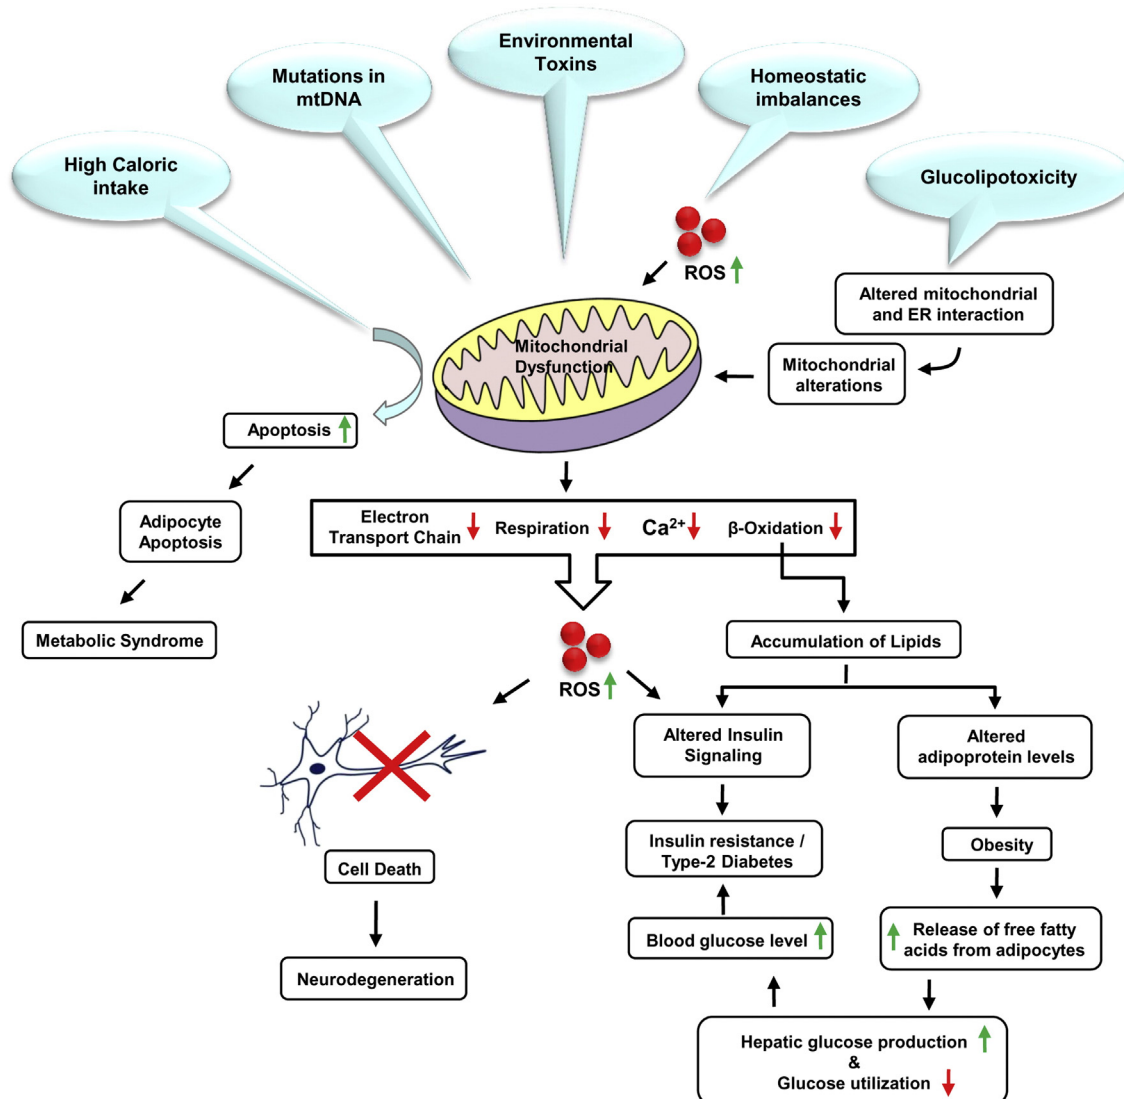 Environmental
Toxins
Mutations in
mtDNA
Homeostatic
imbalances
High Caloric
intake
Glucolipotoxicity
ROS
Altered mitochondrial
and ER interaction
Mitochondrial
Dysfunction
Mitochondrial
alterations
Apoptosis
Adipocyte
Apoptosis
Metabolic Syndrome
Electron
Transport Chain
Respiration
Ca²⁺
β-Oxidation
ROS
Accumulation of Lipids
Altered Insulin
Signaling
Altered
adipoprotein levels
Insulin resistance /
Type-2 Diabetes
Obesity
Cell Death
Blood glucose level
Release of free fatty
acids from adipocytes
Neurodegeneration
Hepatic glucose production
&
Glucose utilization